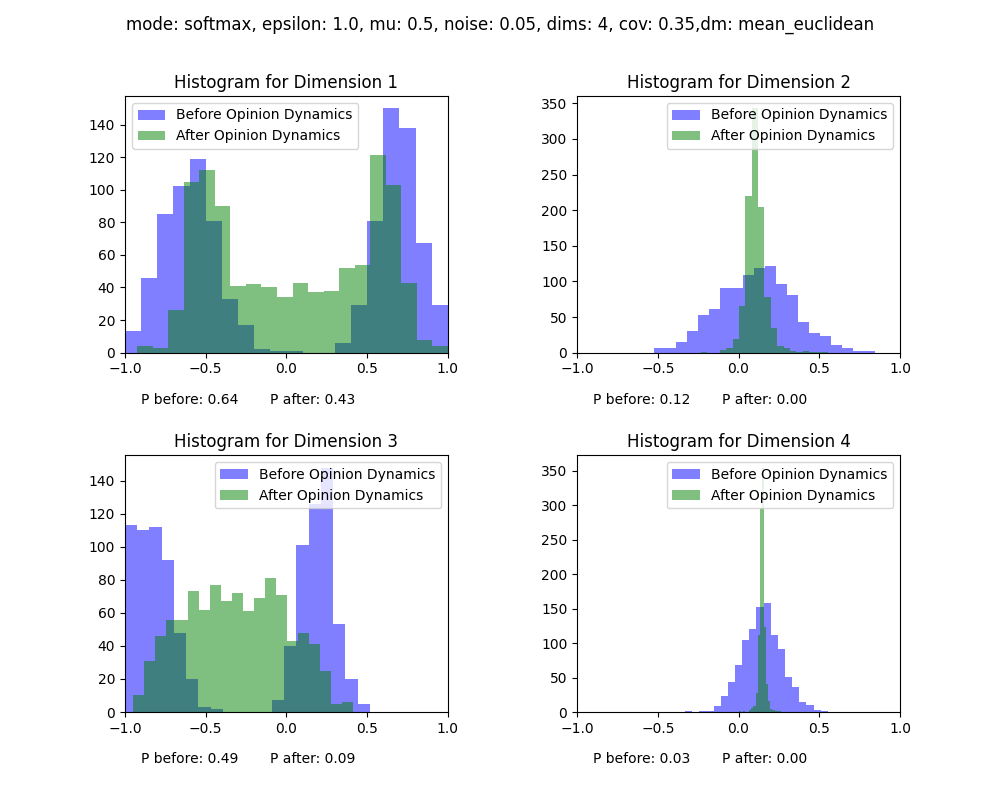 mode: softmax, epsilon: 1.0, mu: 0.5, noise: 0.05, dims: 4, cov: 0.35,dm: mean_euclidean
Histogram for Dimension 1
Before Opinion Dynamics
After Opinion Dynamics
140
120
100
80
60
40
20
0
−1.0 −0.5 0.0 0.5 1.0
P before: 0.64 P after: 0.43
Histogram for Dimension 2
Before Opinion Dynamics
After Opinion Dynamics
350
300
250
200
150
100
50
0
−1.0 −0.5 0.0 0.5 1.0
P before: 0.12 P after: 0.00
Histogram for Dimension 3
Before Opinion Dynamics
After Opinion Dynamics
140
120
100
80
60
40
20
0
−1.0 −0.5 0.0 0.5 1.0
P before: 0.49 P after: 0.09
Histogram for Dimension 4
Before Opinion Dynamics
After Opinion Dynamics
350
300
250
200
150
100
50
0
−1.0 −0.5 0.0 0.5 1.0
P before: 0.03 P after: 0.00